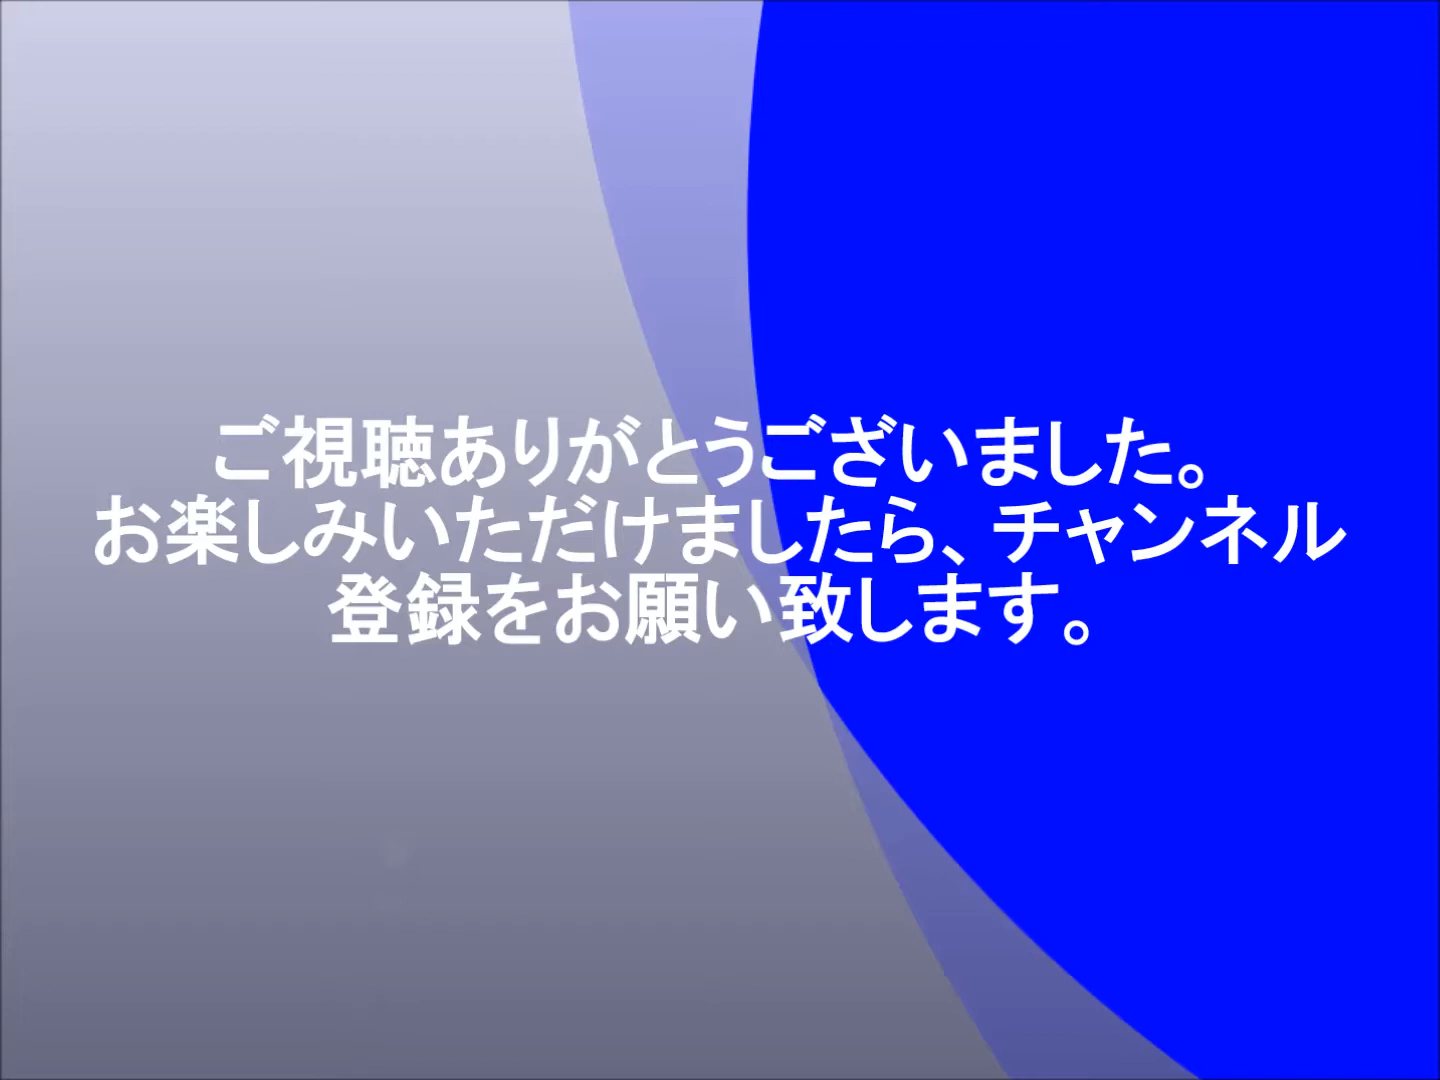 ご視聴ありがとうございました。
お楽しみいただけましたら、チャンネル
登録をお願い致します。